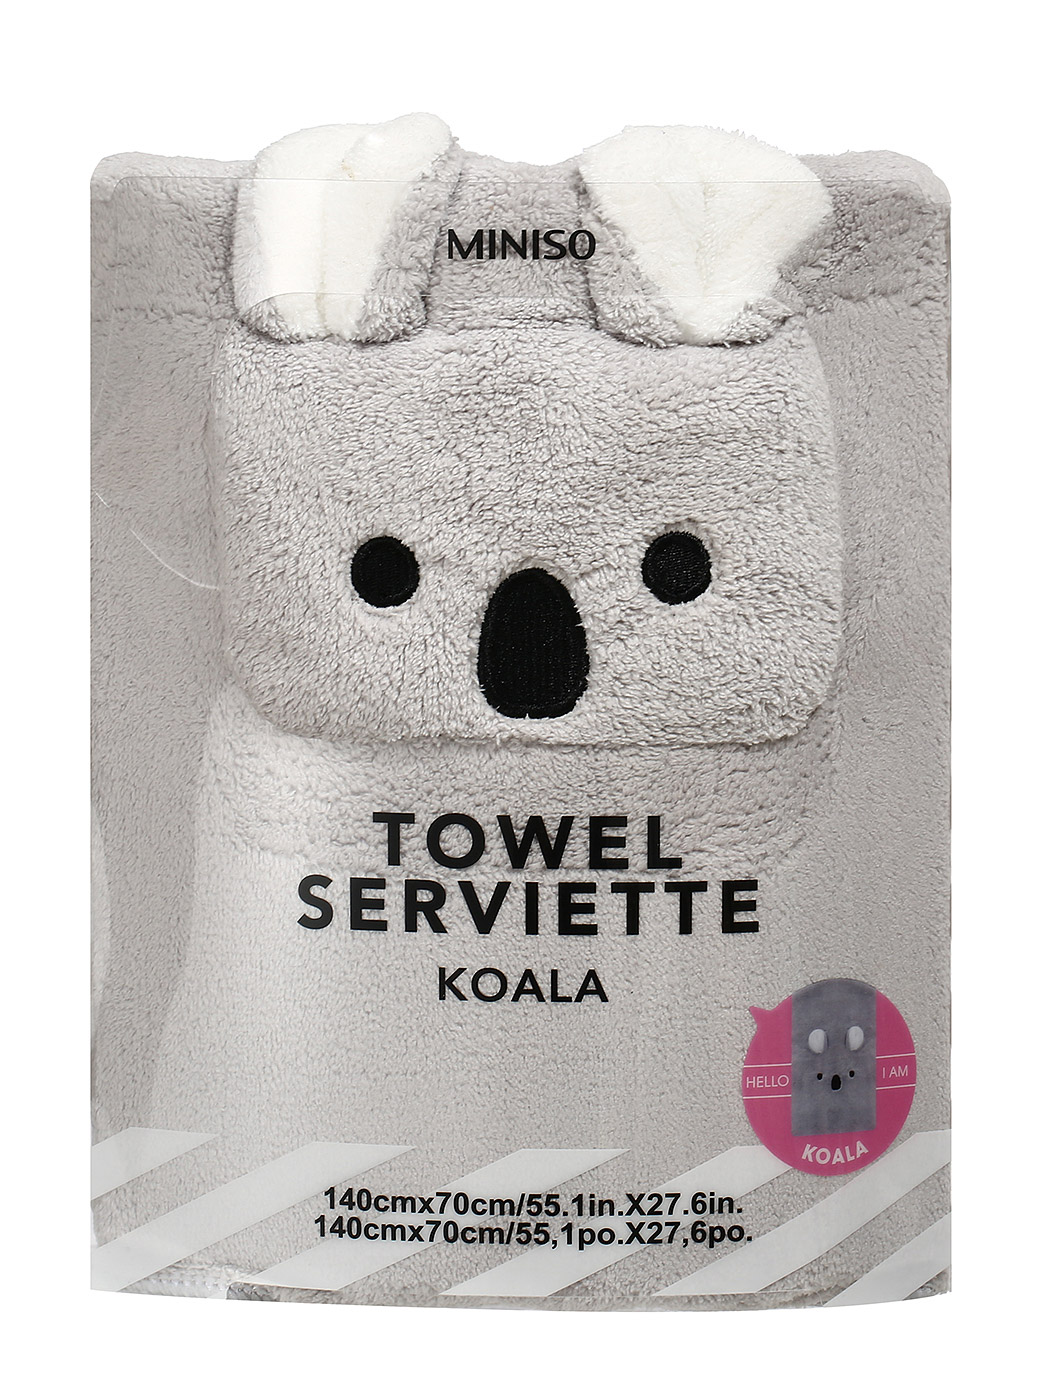 MINISO
TOWEL
SERVIETTE
KOALA
HELLO I AM
KOALA
140cmx70cm/55.1in.X27.6in.
140cmx70cm/55,1po.X27,6po.